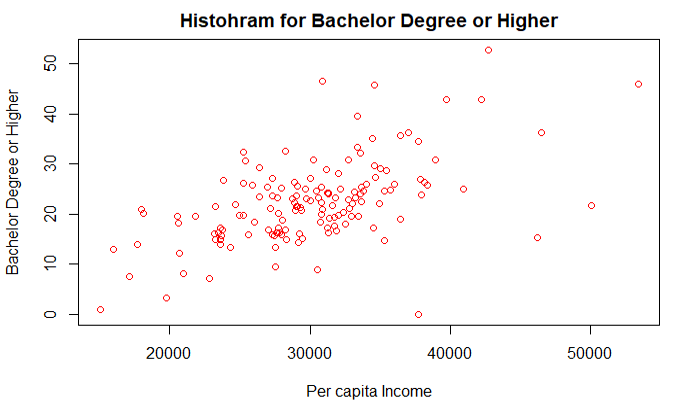 Histohram for Bachelor Degree or Higher
Bachelor Degree or Higher
50
40
30
20
10
0
20000 30000 40000 50000
Per capita Income